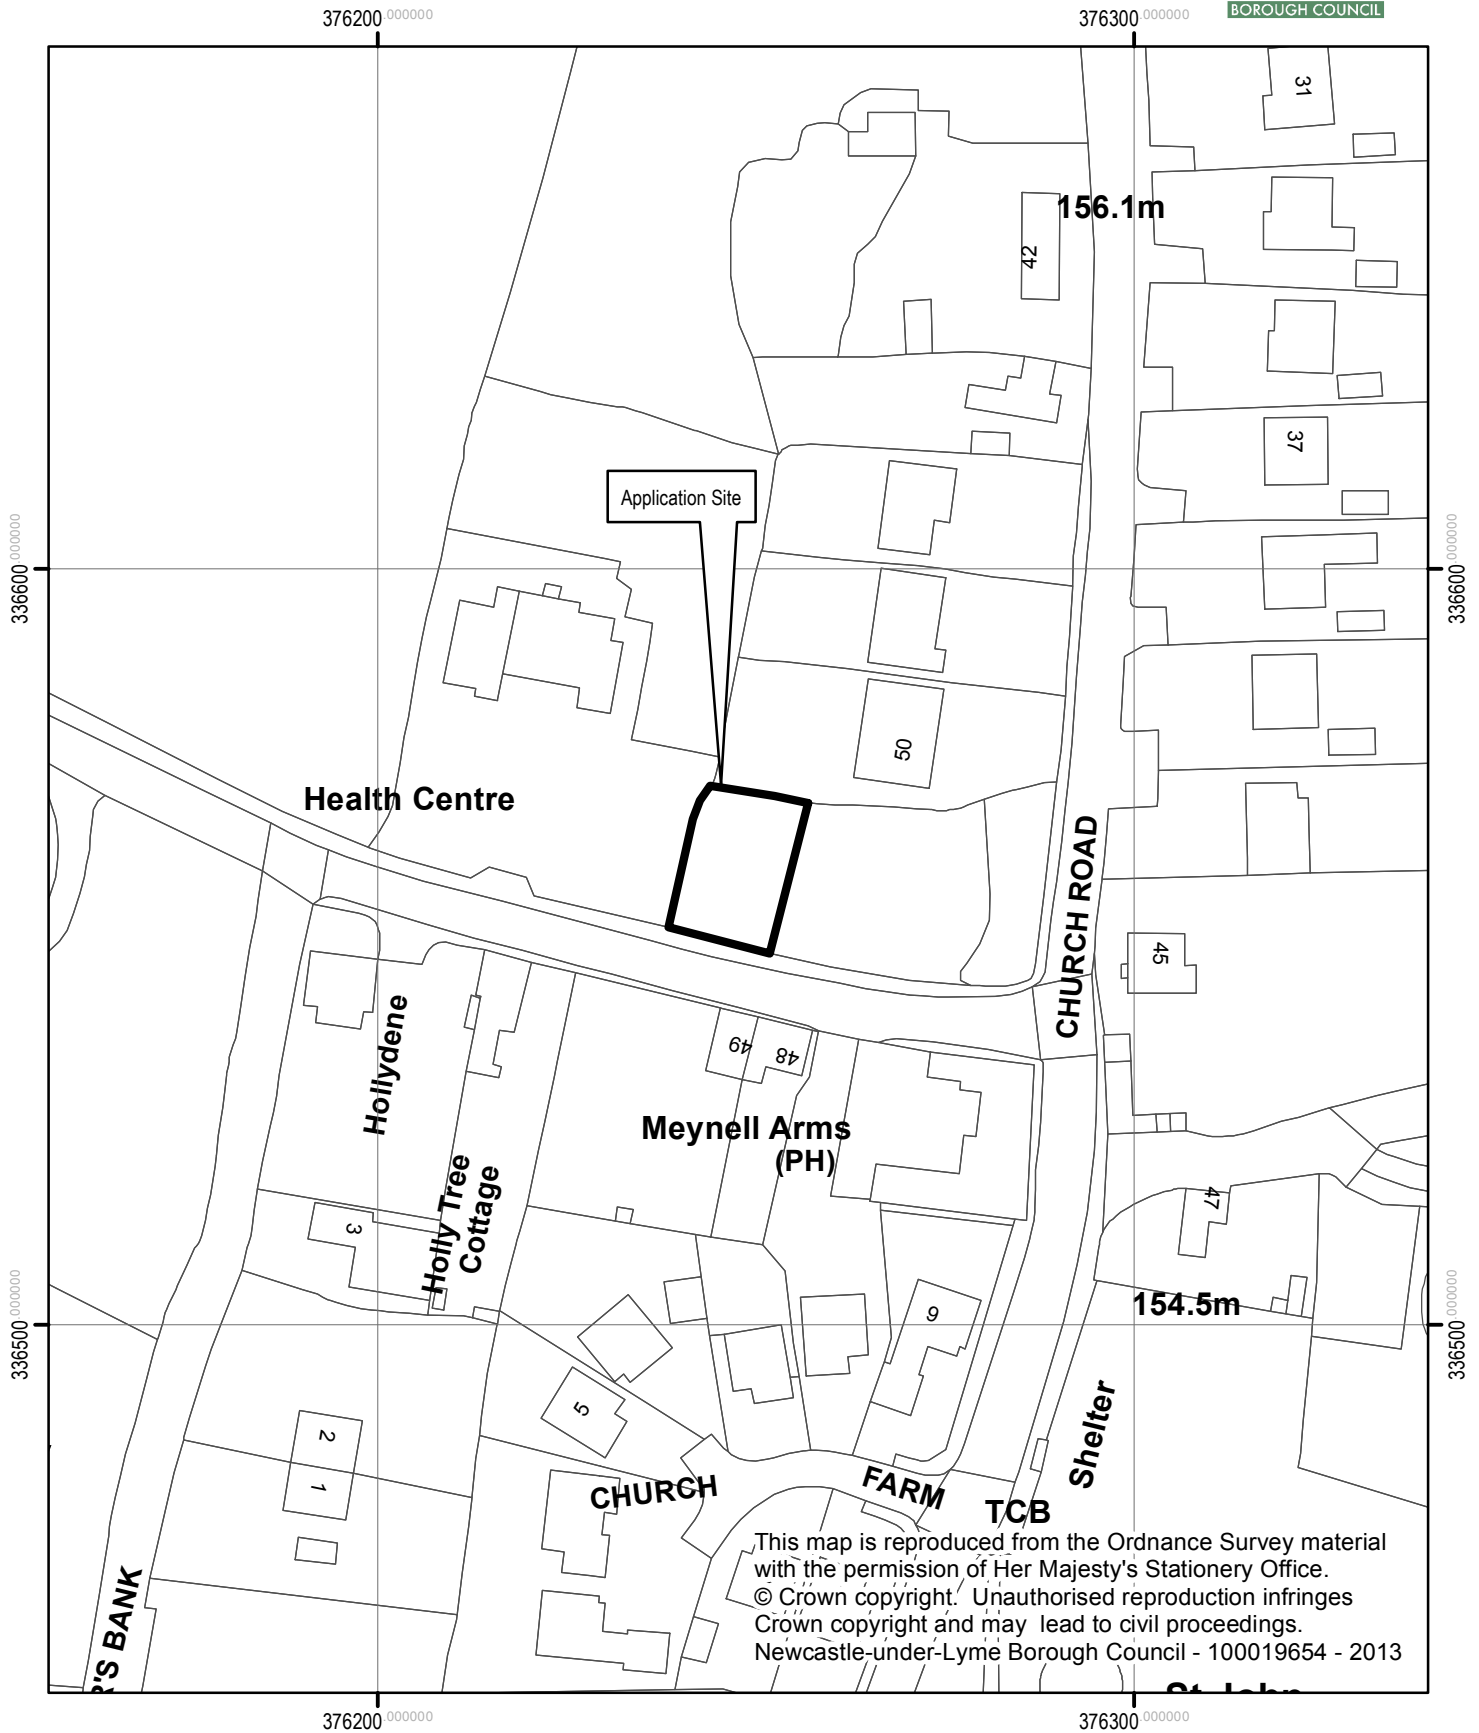 BOROUGH COUNCIL
376200.000000
376300.000000
31
156.1m
42
37
Application Site
336600.000000
336600.000000
50
Health Centre
CHURCH ROAD
45
Hollydene
49
48
Meynell Arms
(PH)
Holly Tree
Cottage
3
47
154.5m
336500.000000
336500.000000
6
5
2
1
Shelter
CHURCH
FARM
TCB
This map is reproduced from the Ordnance Survey material
with the permission of Her Majesty's Stationery Office.
© Crown copyright. Unauthorised reproduction infringes
Crown copyright and may lead to civil proceedings.
Newcastle-under-Lyme Borough Council - 100019654 - 2013
'S BANK
St John
376200.000000
376300.000000